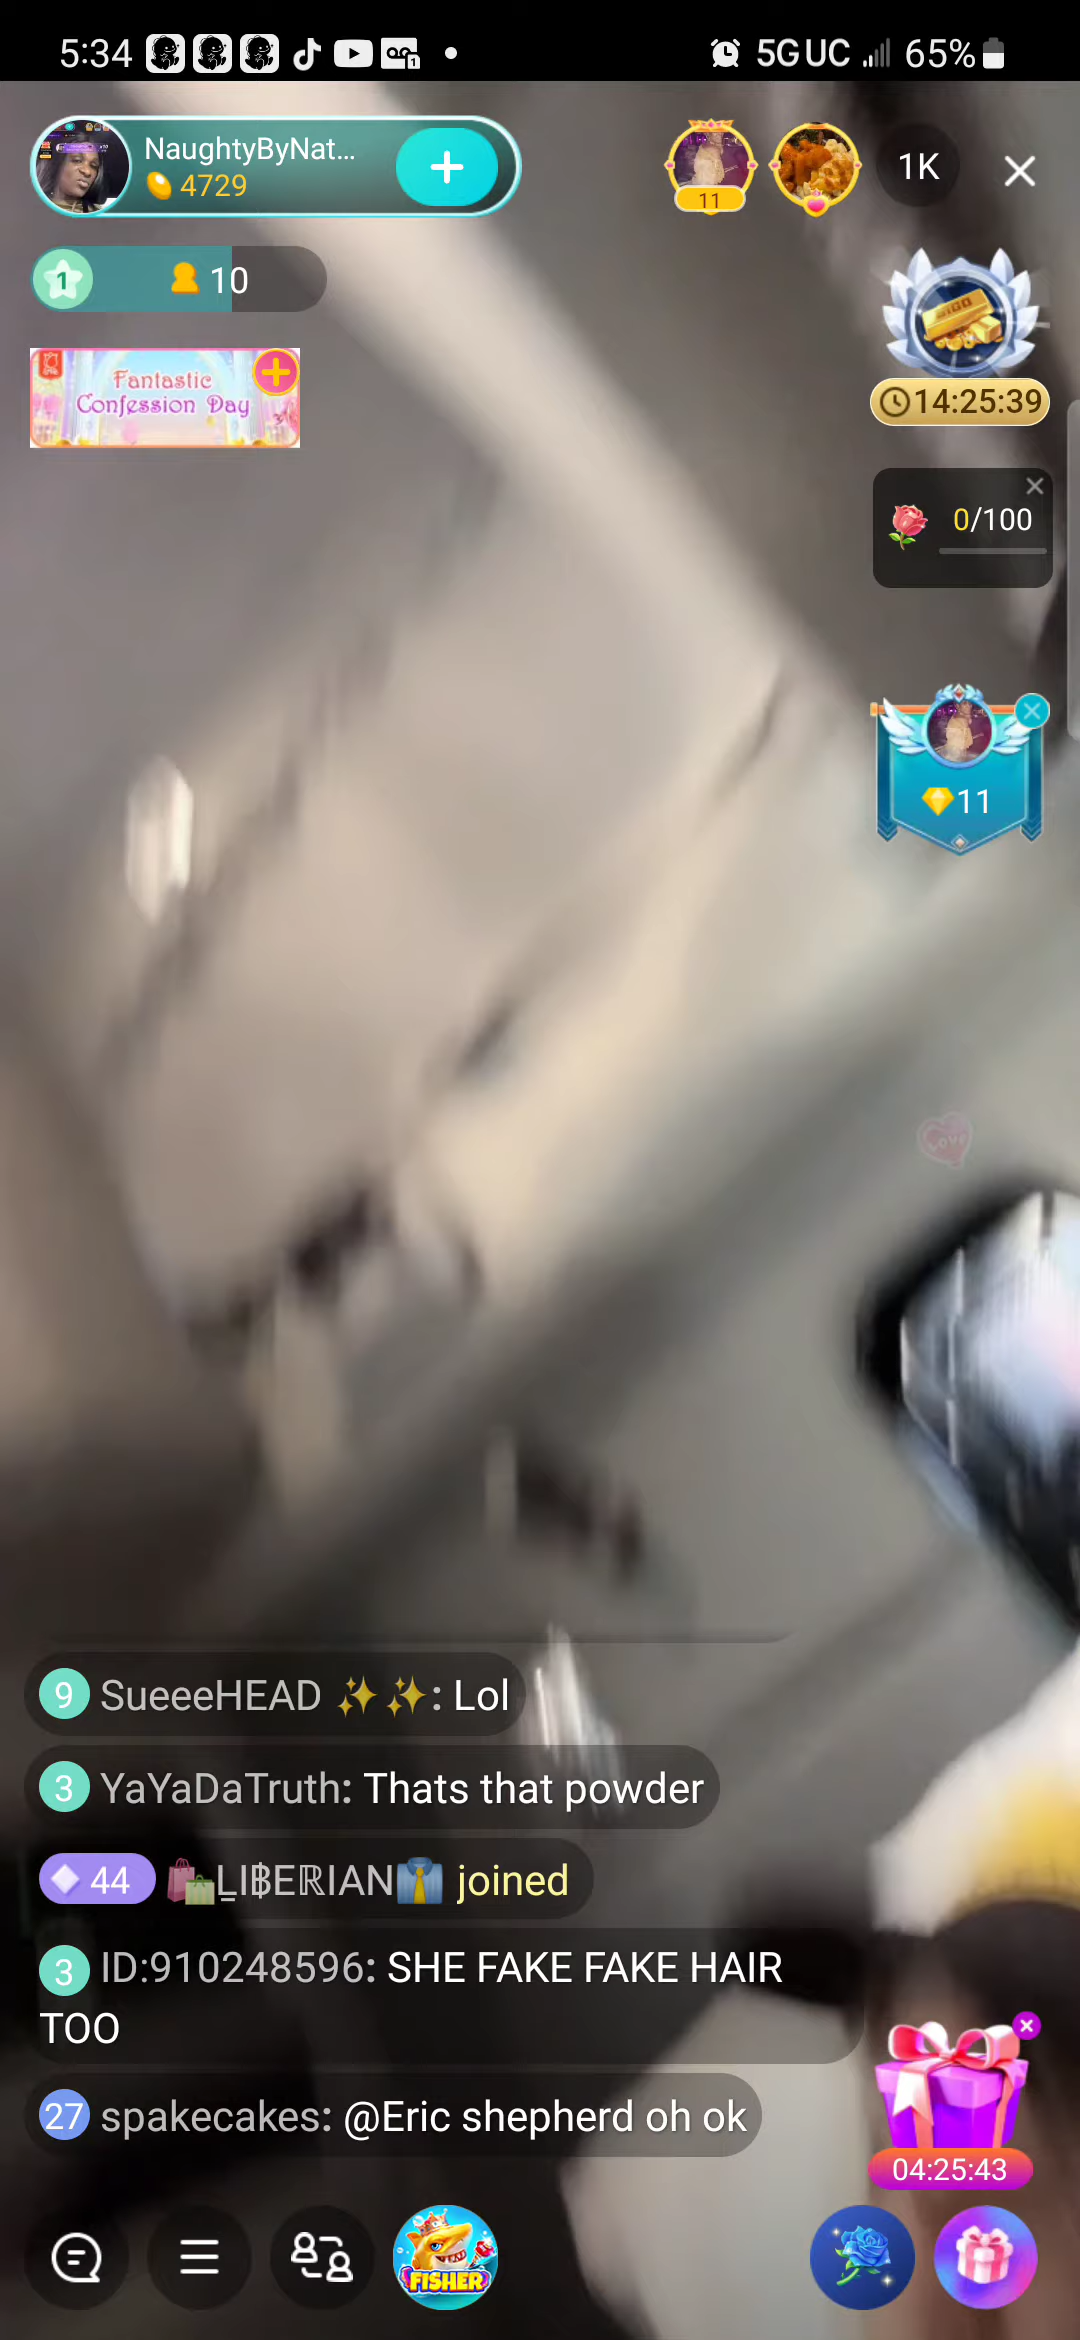 5:34
5G UC 65%
NaughtyByNat...
4729
11
1K
1
10
Fantastic
Confession Day
14:25:39
0/100
11
LOVE
9 SueeeHEAD ✨✨: Lol
3 YaYaDaTruth: Thats that powder
44 🛍️L̲I฿EℝIAN👔 joined
3 ID:910248596: SHE FAKE FAKE HAIR
TOO
27 spakecakes: @Eric shepherd oh ok
04:25:43
FISHER